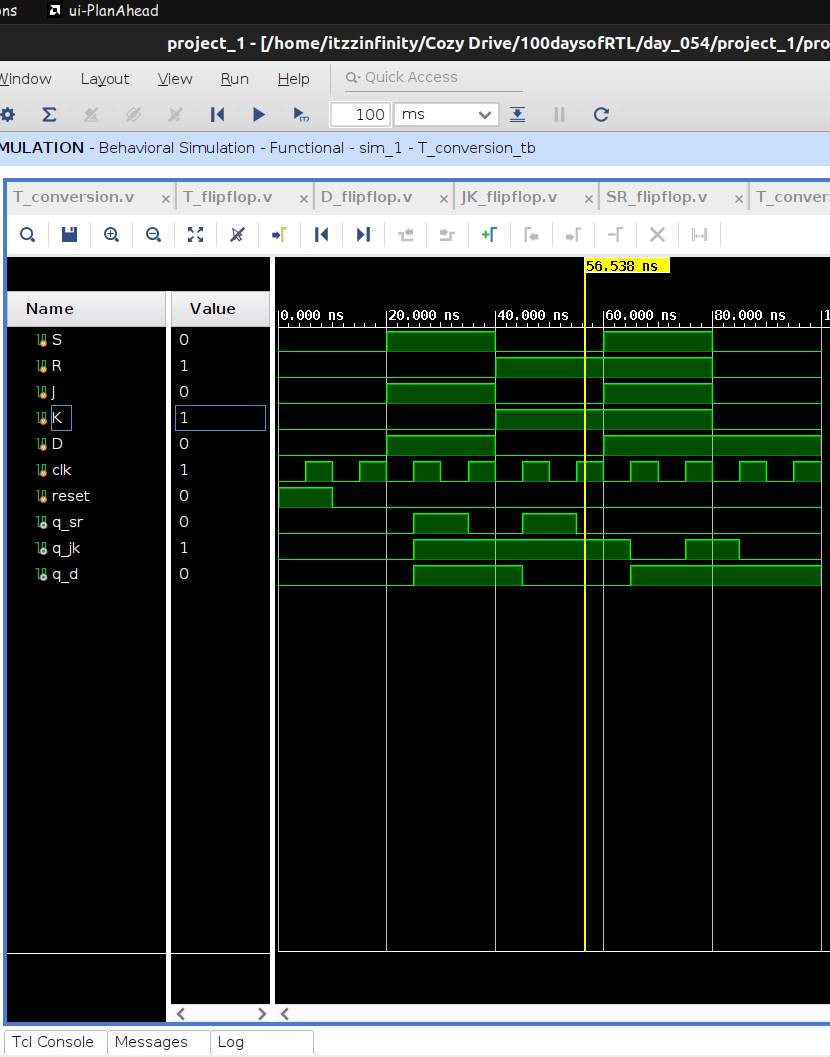 ons ui-PlanAhead
project_1 - [/home/itzzinfinity/Cozy Drive/100daysofRTL/day_054/project_1/pro
Window Layout View Run Help Quick Access
100 ms
MULATION - Behavioral Simulation - Functional - sim_1 - T_conversion_tb
T_conversion.v × T_flipflop.v × D_flipflop.v × JK_flipflop.v × SR_flipflop.v × T_conver
56.538 ns
Name Value
0.000 ns 20.000 ns 40.000 ns 60.000 ns 80.000 ns 1
S 0
R 1
J 0
K 1
D 0
clk 1
reset 0
q_sr 0
q_jk 1
q_d 0
Tcl Console Messages Log